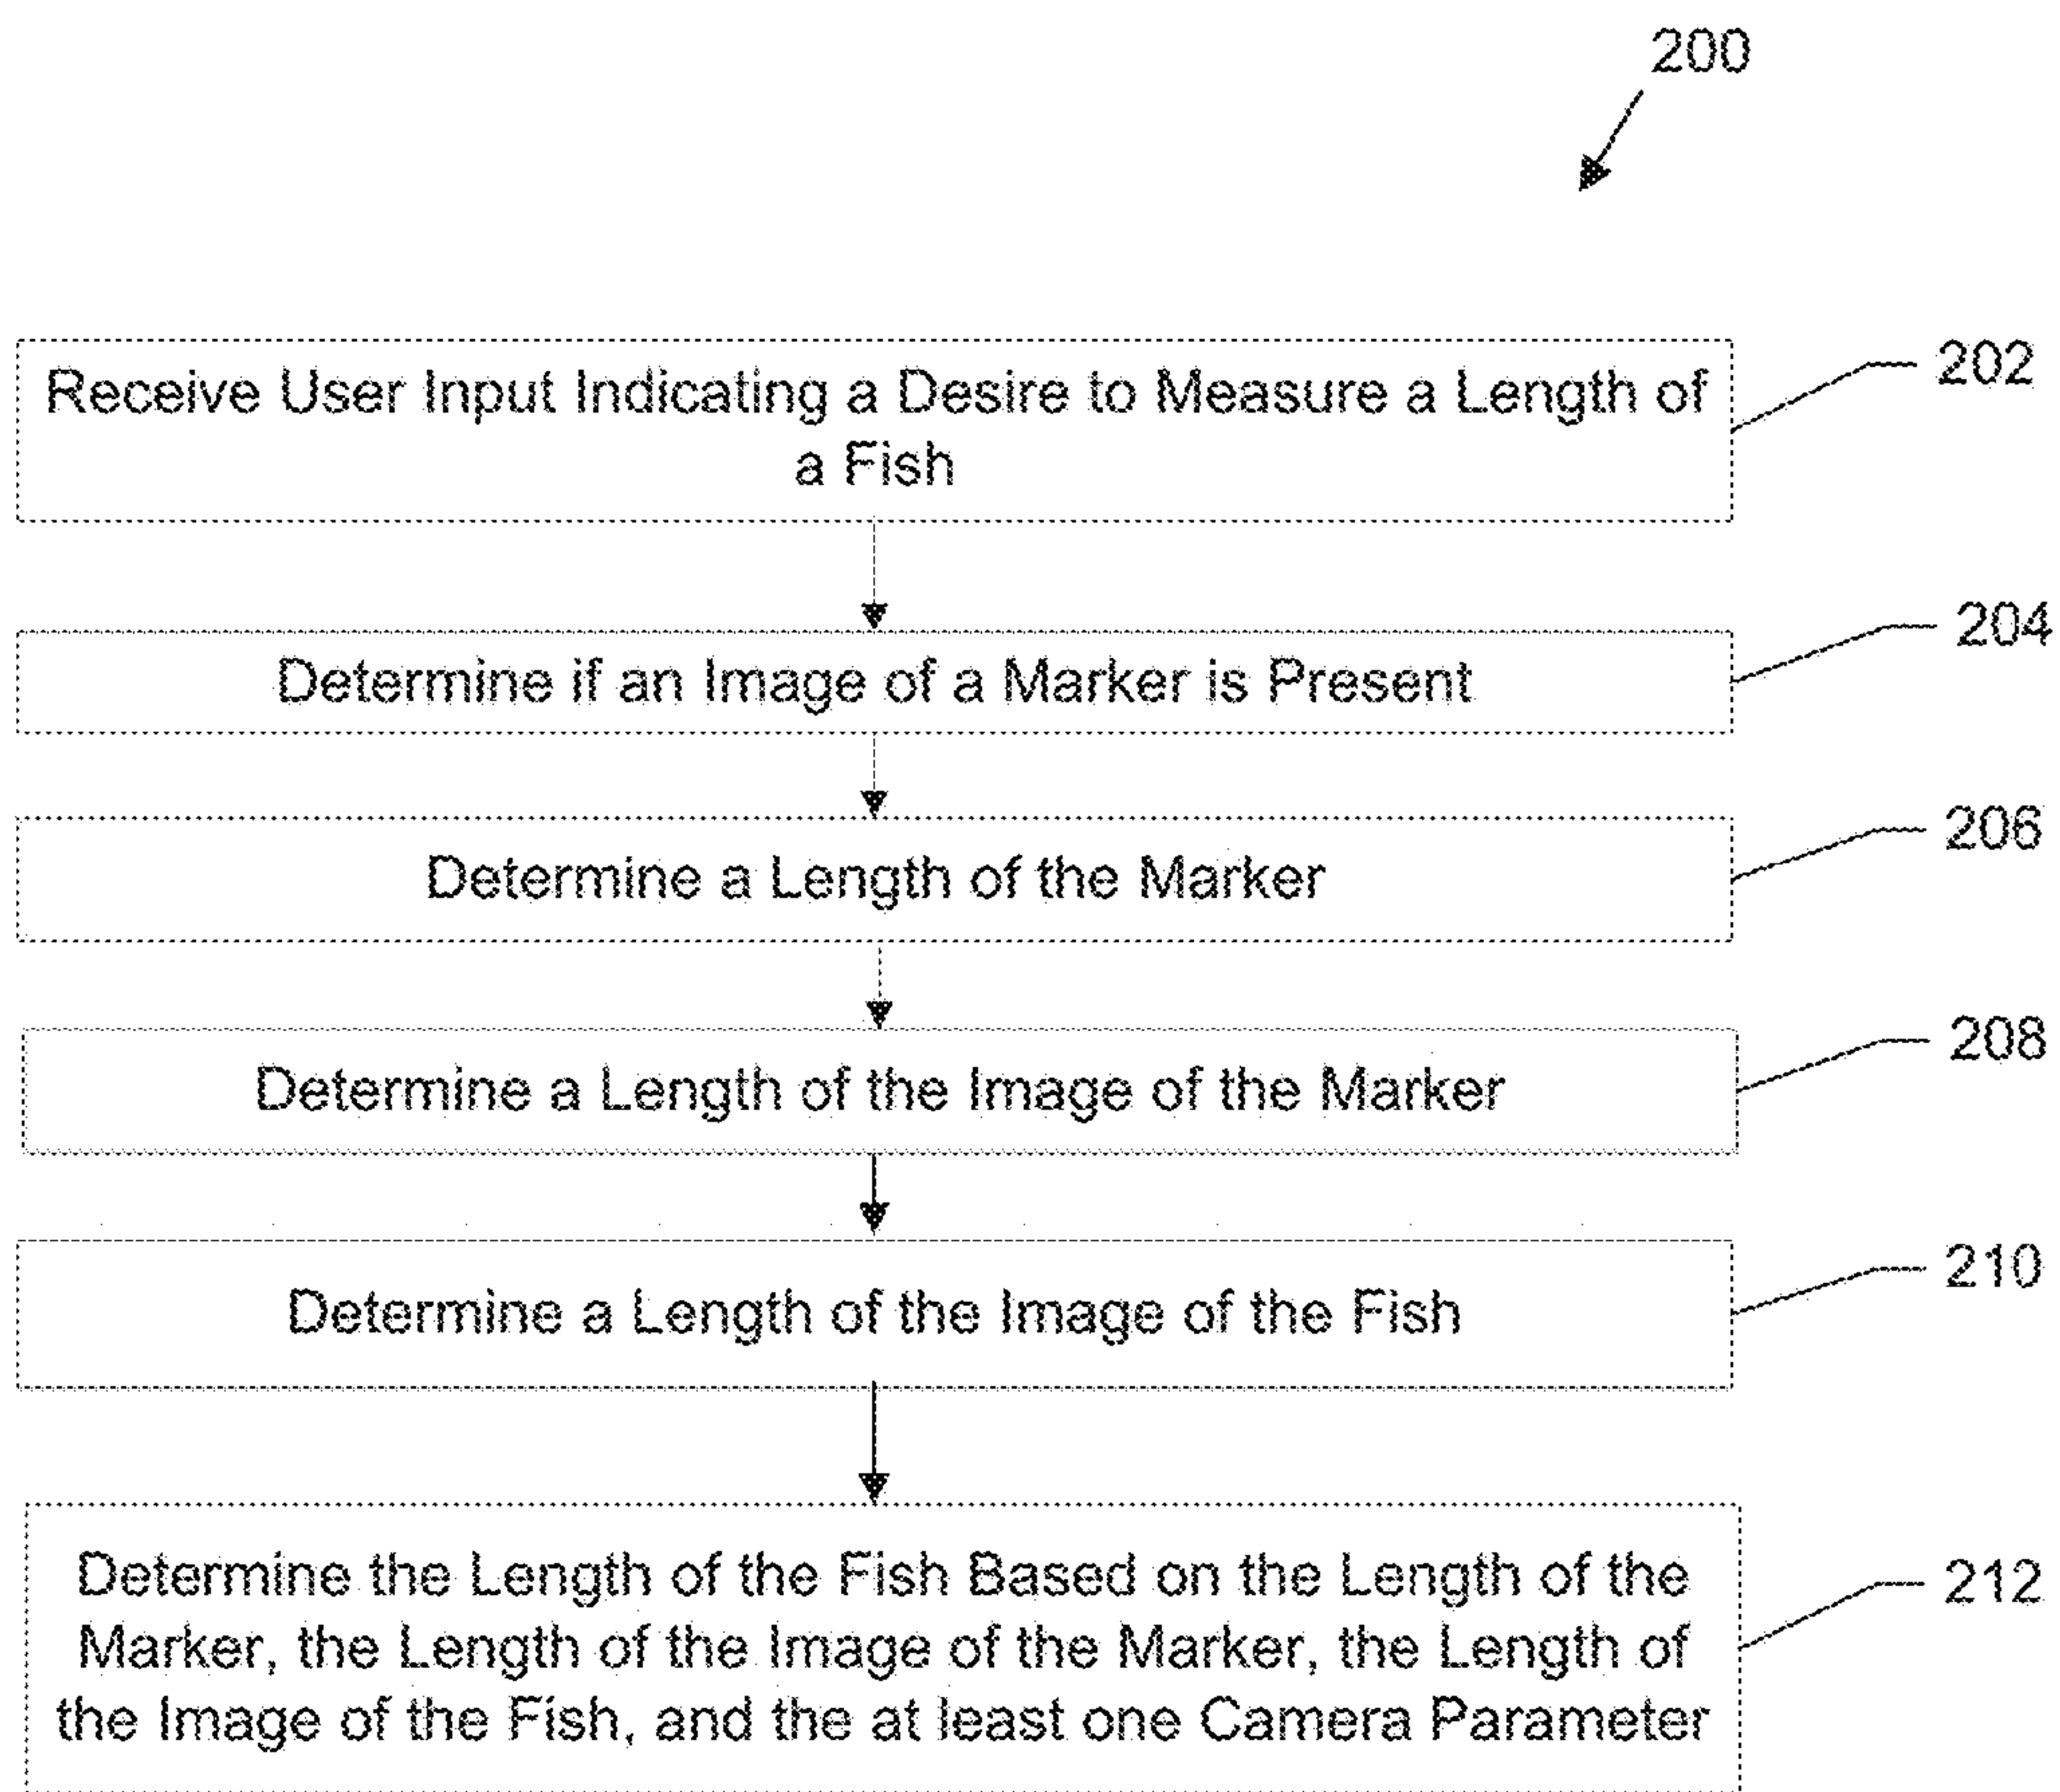 200
Receive User Input Indicating a Desire to Measure a Length of
a Fish
202
Determine if an Image of a Marker is Present
204
Determine a Length of the Marker
206
Determine a Length of the Image of the Marker
208
Determine a Length of the Image of the Fish
210
Determine the Length of the Fish Based on the Length of the
Marker, the Length of the Image of the Marker, the Length of
the Image of the Fish, and the at least one Camera Parameter
212